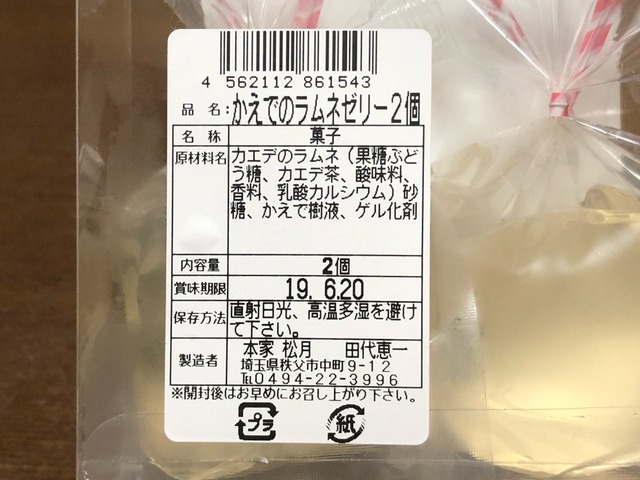 4 562112 861543
品 名:かえでのラムネゼリー2個
名 称 菓子
原材料名 カエデのラムネ(果糖ぶど
う糖、カエデ茶、酸味料、
香料、乳酸カルシウム)砂
糖、かえで樹液、ゲル化剤
内容量 2個
賞味期限 19. 6.20
保存方法 直射日光、高温多湿を避け
て下さい。
製造者 本家 松月 田代恵一
埼玉県秩父市中町9-12
℡0494-22-3996
※開封後はお早めにお召し上がり下さい。
プラ 紙